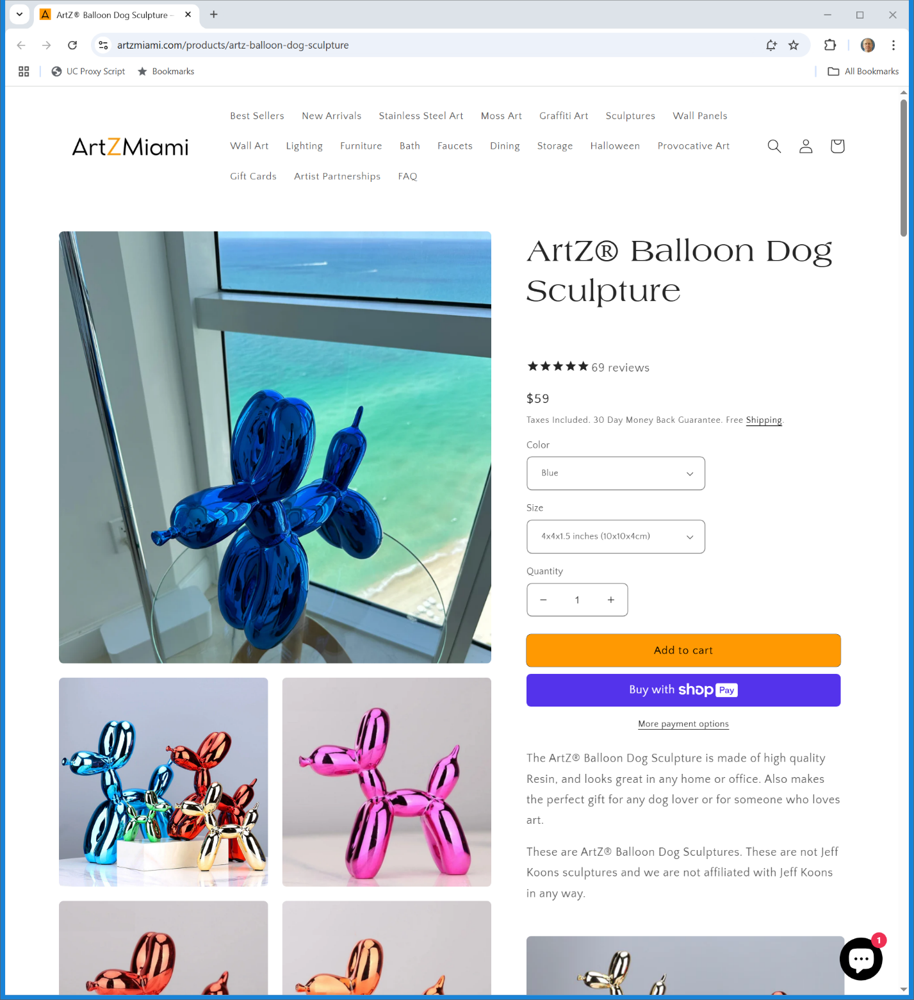 ArtZ® Balloon Dog Sculpture –
artzmiami.com/products/artz-balloon-dog-sculpture
UC Proxy Script
Bookmarks
All Bookmarks
ArtZMiami
Best Sellers New Arrivals Stainless Steel Art Moss Art Graffiti Art Sculptures Wall Panels
Wall Art Lighting Furniture Bath Faucets Dining Storage Halloween Provocative Art
Gift Cards Artist Partnerships FAQ
ArtZ® Balloon Dog
Sculpture
69 reviews
$59
Taxes Included. 30 Day Money Back Guarantee. Free Shipping.
Color
Blue
Size
4x4x1.5 inches (10x10x4cm)
Quantity
− 1 +
Add to cart
Buy with shop Pay
More payment options
The ArtZ® Balloon Dog Sculpture is made of high quality
Resin, and looks great in any home or office. Also makes
the perfect gift for any dog lover or for someone who loves
art.
These are ArtZ® Balloon Dog Sculptures. These are not Jeff
Koons sculptures and we are not affiliated with Jeff Koons
in any way.
1